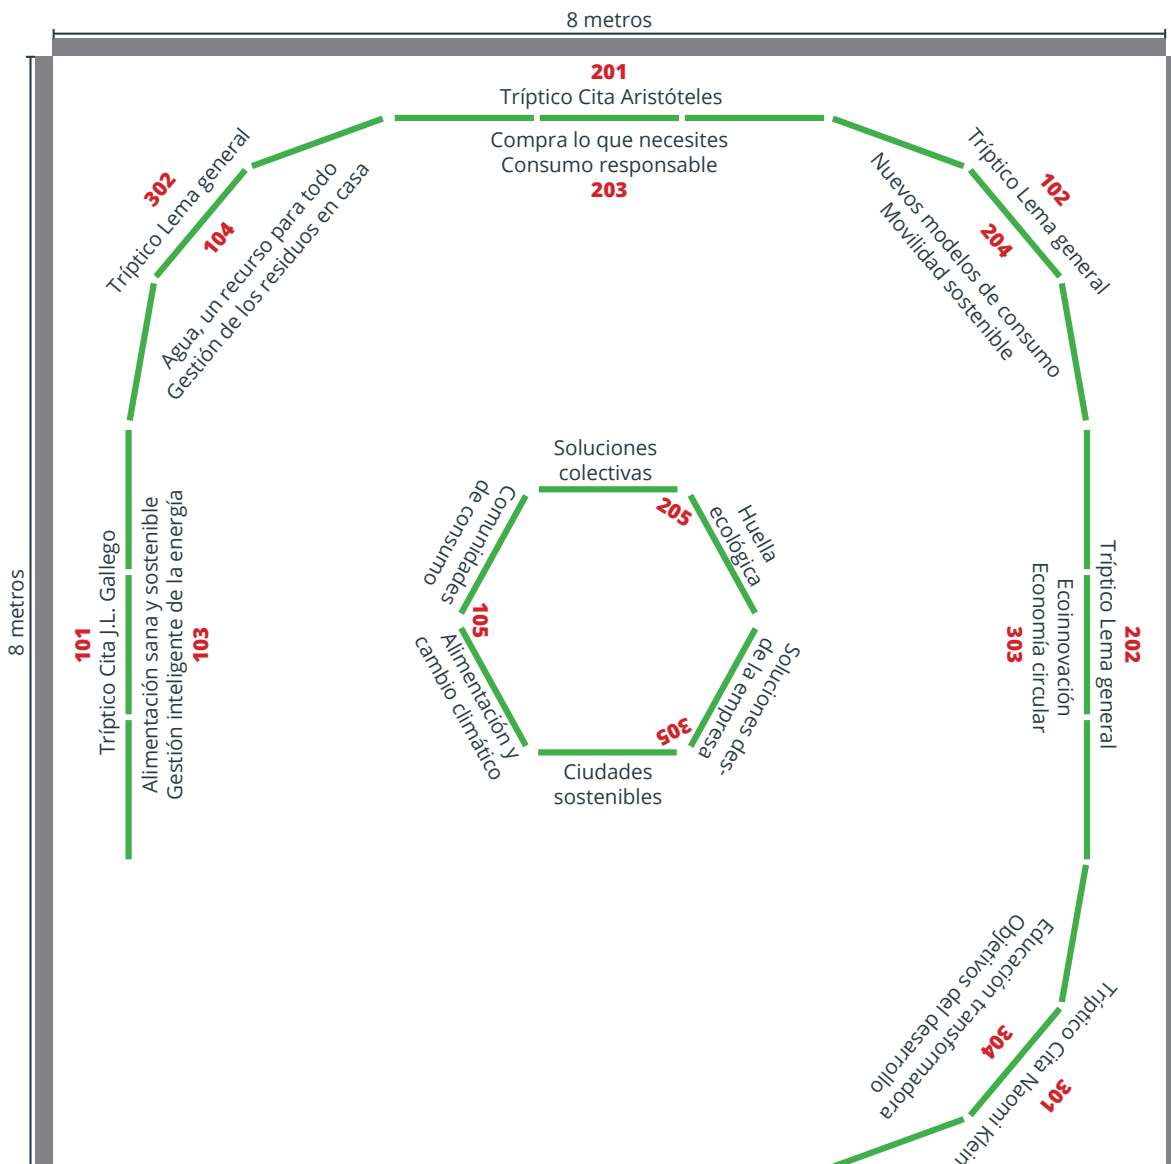 8 metros
201
Tríptico Cita Aristóteles
Compra lo que necesites
Consumo responsable
203
302
Tríptico Lema general
104
Agua, un recurso para todo
Gestión de los residuos en casa
Tríptico Lema general
102
204
Nuevos modelos de consumo
Movilidad sostenible
8 metros
101
Tríptico Cita J.L. Gallego
Alimentación sana y sostenible
Gestión inteligente de la energía
103
Soluciones
colectivas
205
Huella
ecológica
Comunidades
de consumo
105
Alimentación y
cambio climático
Soluciones des-
de la empresa
305
Ciudades
sostenibles
202
Tríptico Lema general
Ecoinnovación
Economía circular
303
Educación transformadora
Objetivos del desarrollo
304
Tríptico Cita Naomi Klein
301